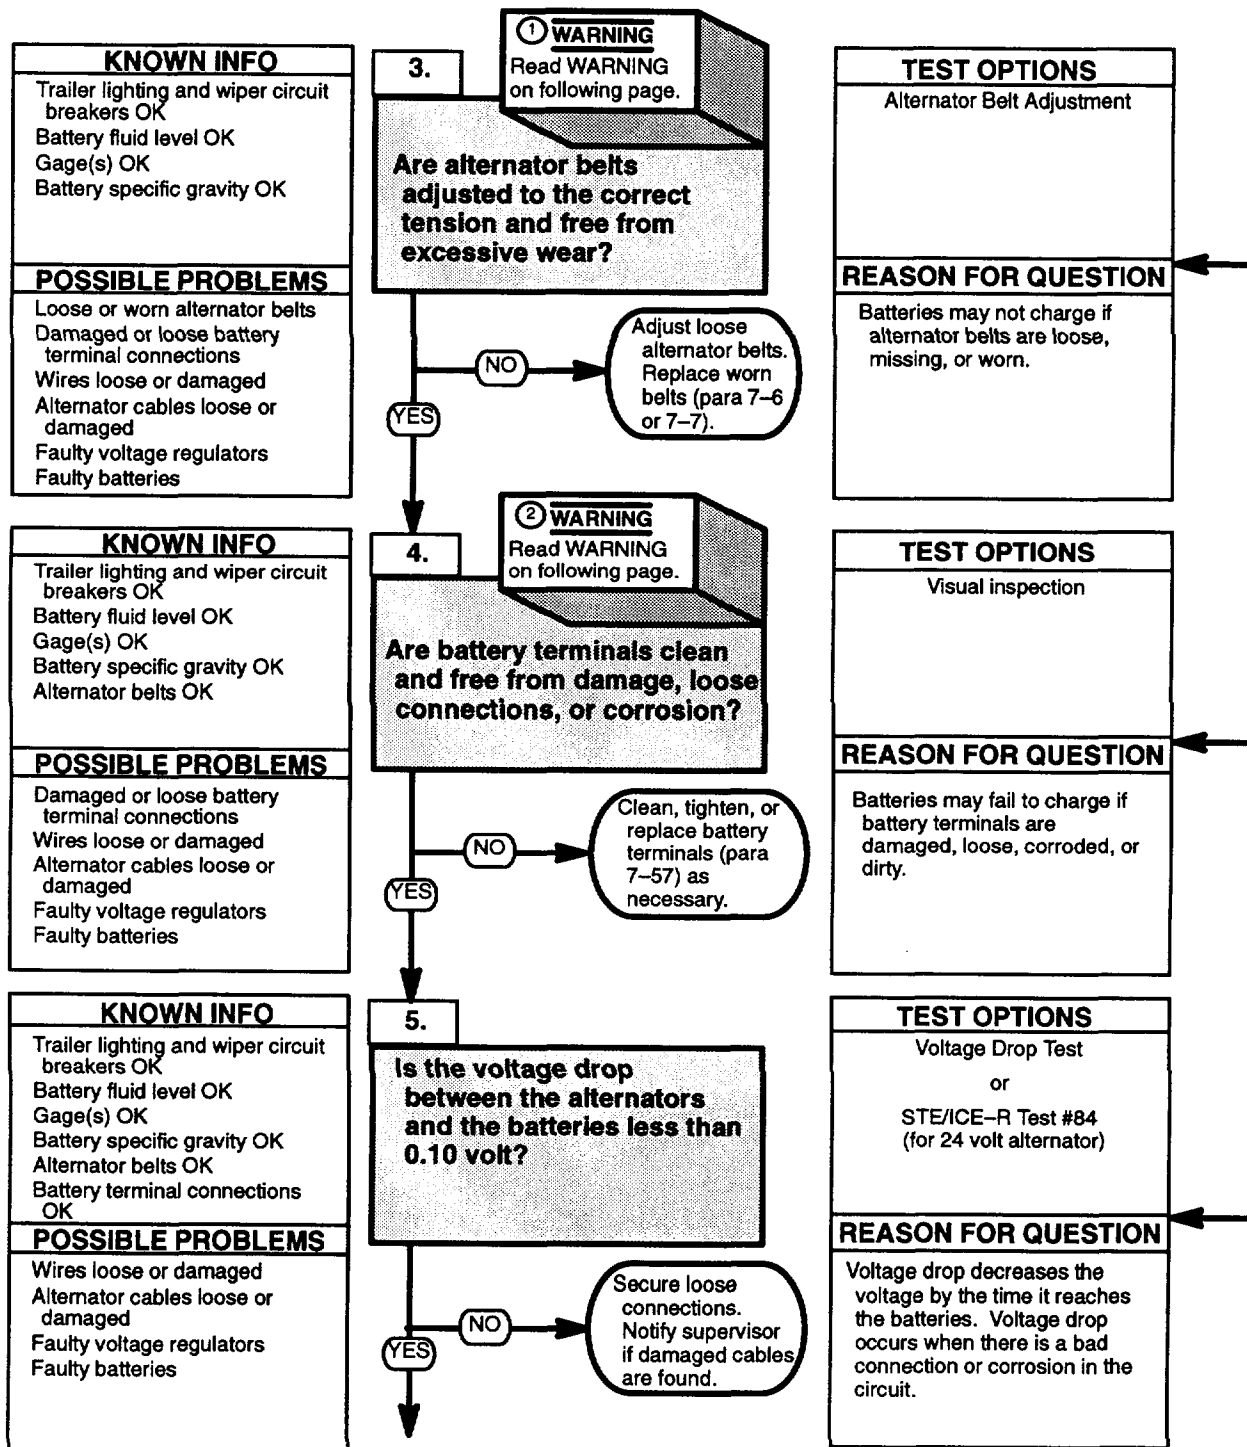 KNOWN INFO
Trailer lighting and wiper circuit
breakers OK
Battery fluid level OK
Gage(s) OK
Battery specific gravity OK
POSSIBLE PROBLEMS
Loose or worn alternator belts
Damaged or loose battery
terminal connections
Wires loose or damaged
Alternator cables loose or
damaged
Faulty voltage regulators
Faulty batteries
3.
1 WARNING
Read WARNING
on following page.
Are alternator belts
adjusted to the correct
tension and free from
excessive wear?
NO
Adjust loose
alternator belts.
Replace worn
belts (para 7–6
or 7–7).
YES
TEST OPTIONS
Alternator Belt Adjustment
REASON FOR QUESTION
Batteries may not charge if
alternator belts are loose,
missing, or worn.
KNOWN INFO
Trailer lighting and wiper circuit
breakers OK
Battery fluid level OK
Gage(s) OK
Battery specific gravity OK
Alternator belts OK
POSSIBLE PROBLEMS
Damaged or loose battery
terminal connections
Wires loose or damaged
Alternator cables loose or
damaged
Faulty voltage regulators
Faulty batteries
4.
2 WARNING
Read WARNING
on following page.
Are battery terminals clean
and free from damage, loose
connections, or corrosion?
NO
Clean, tighten, or
replace battery
terminals (para
7–57) as
necessary.
YES
TEST OPTIONS
Visual inspection
REASON FOR QUESTION
Batteries may fail to charge if
battery terminals are
damaged, loose, corroded, or
dirty.
KNOWN INFO
Trailer lighting and wiper circuit
breakers OK
Battery fluid level OK
Gage(s) OK
Battery specific gravity OK
Alternator belts OK
Battery terminal connections
OK
POSSIBLE PROBLEMS
Wires loose or damaged
Alternator cables loose or
damaged
Faulty voltage regulators
Faulty batteries
5.
Is the voltage drop
between the alternators
and the batteries less than
0.10 volt?
NO
Secure loose
connections.
Notify supervisor
if damaged cables
are found.
YES
TEST OPTIONS
Voltage Drop Test
or
STE/ICE–R Test #84
(for 24 volt alternator)
REASON FOR QUESTION
Voltage drop decreases the
voltage by the time it reaches
the batteries. Voltage drop
occurs when there is a bad
connection or corrosion in the
circuit.